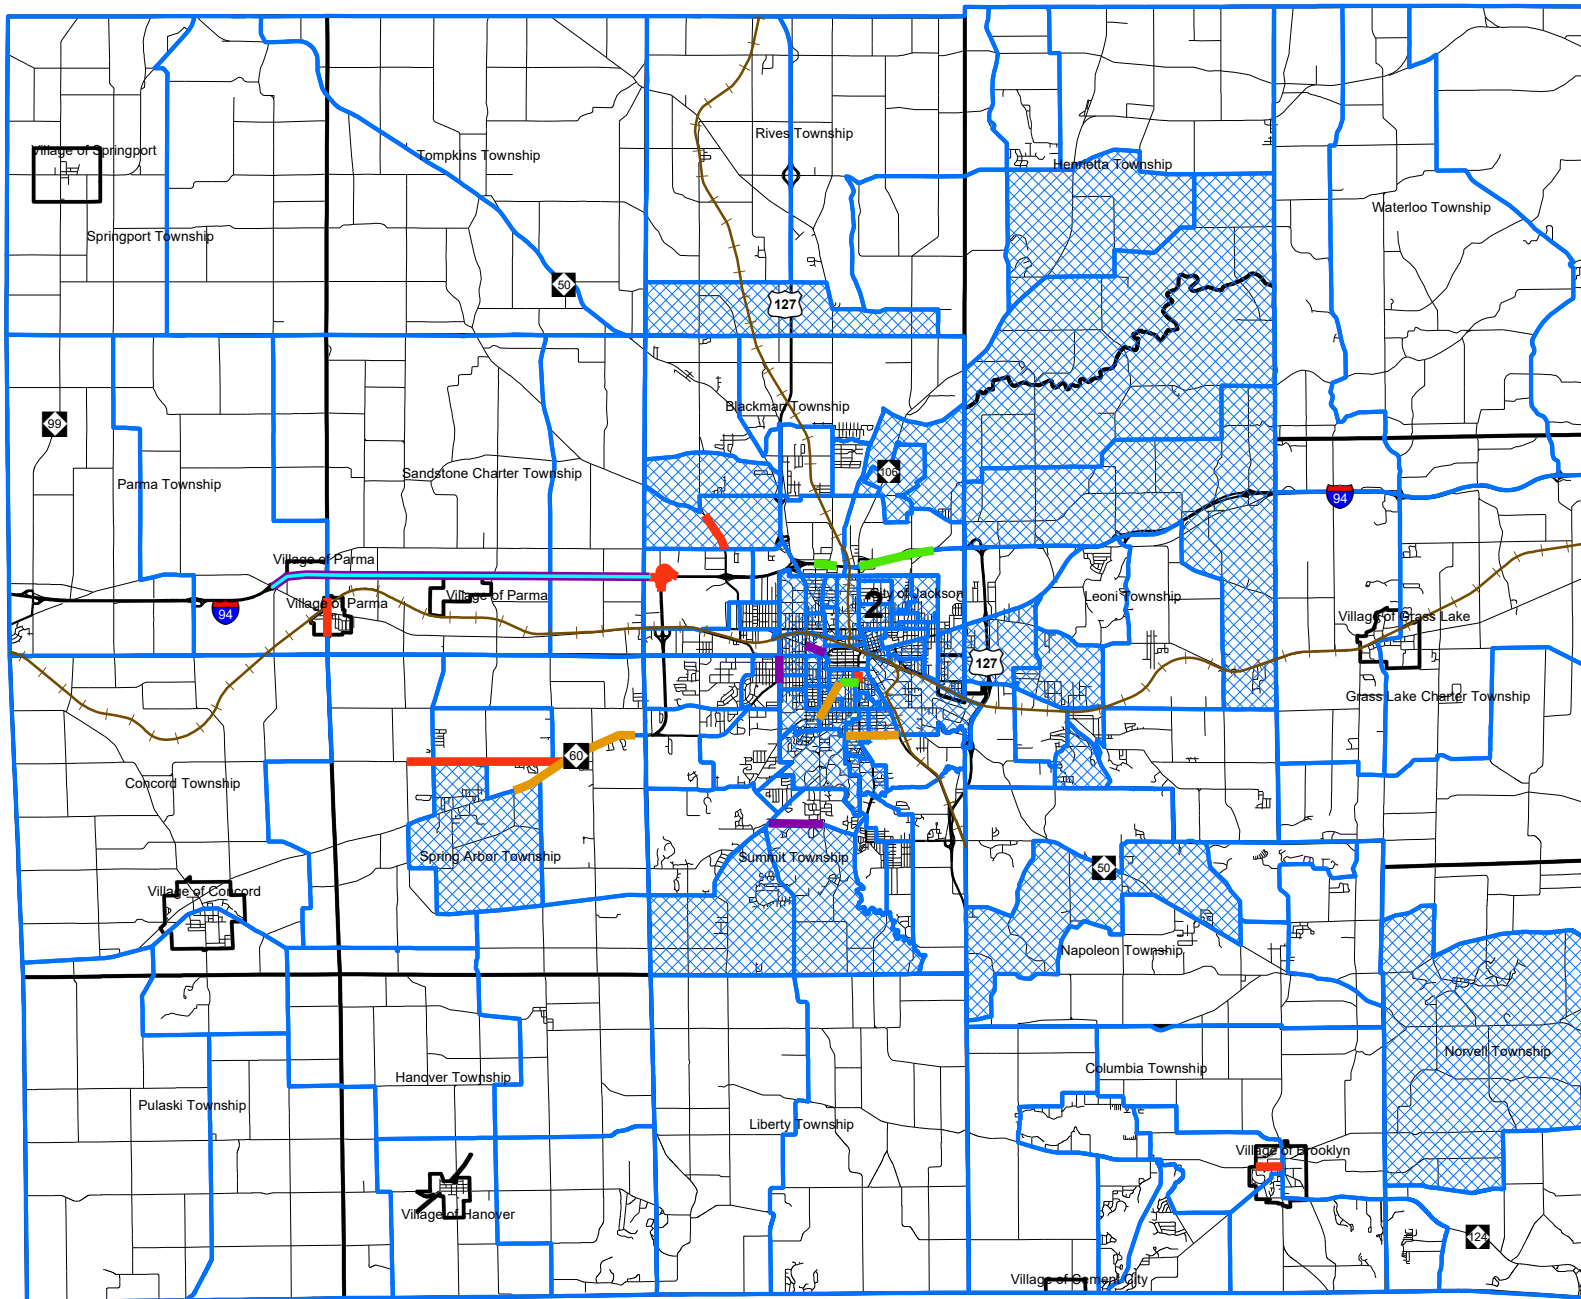 Rives Township
Village of Springport
Tompkins Township
Henrietta Township
Waterloo Township
Springport Township
50
127
Blackman Township
99
106
Sandstone Charter Township
Parma Township
94
Village of Parma
Village of Parma
Village of Parma
City of Jackson
2
Leoni Township
94
Village of Grass Lake
127
Grass Lake Charter Township
60
Concord Township
Spring Arbor Township
Summit Township
50
Village of Concord
Napoleon Township
Norvell Township
Columbia Township
Hanover Township
Pulaski Township
Liberty Township
Village of Brooklyn
Village of Hanover
124
Village of Cement City